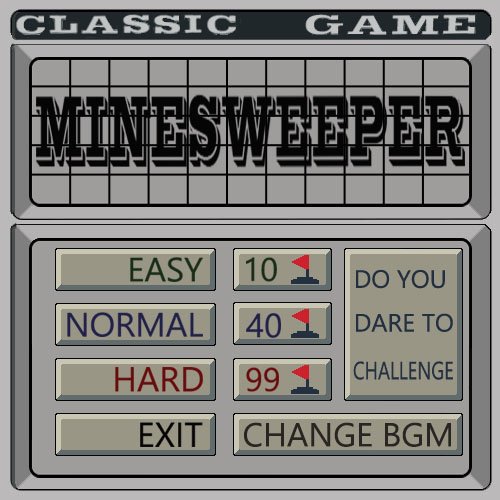 CLASSIC GAME
MINESWEEPER
EASY 10
NORMAL 40
HARD 99
DO YOU
DARE TO
CHALLENGE
EXIT
CHANGE BGM